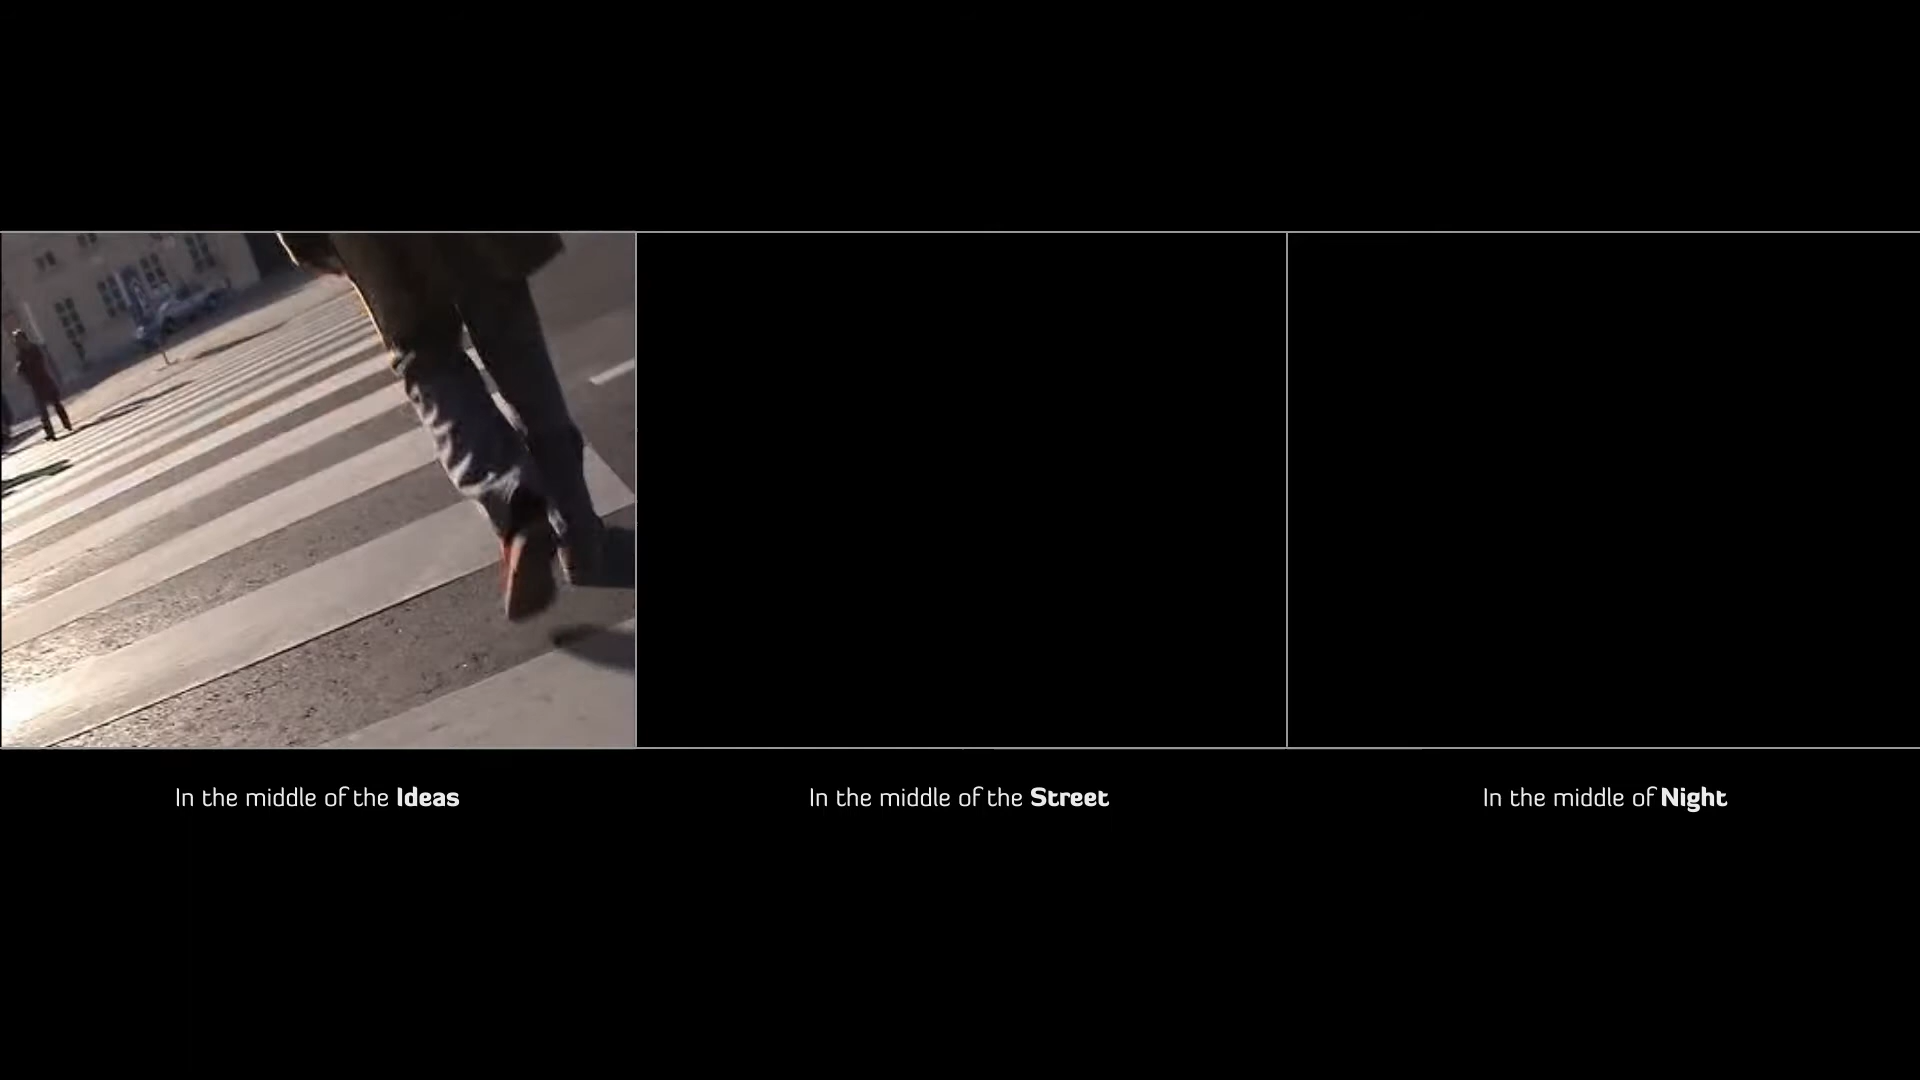 In the middle of the Ideas
In the middle of the Street
In the middle of Night